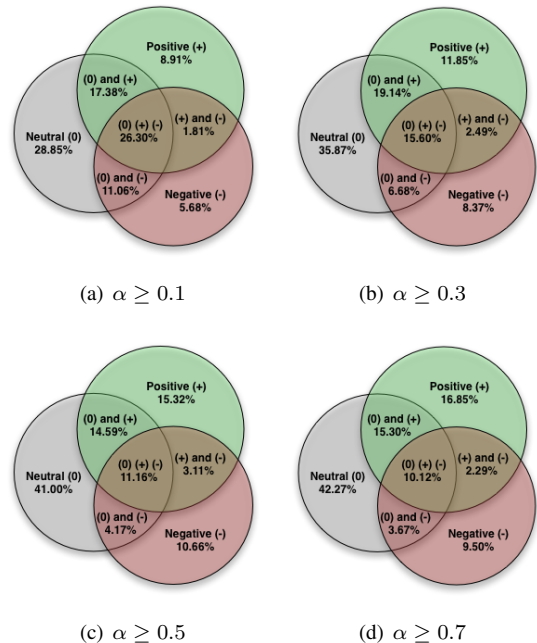 Positive (+)
8.91%
(0) and (+)
17.38%
Neutral (0)
28.85%
(0) (+) (-)
26.30%
(+) and (-)
1.81%
(0) and (-)
11.06%
Negative (-)
5.68%
(a) α ≥ 0.1
Positive (+)
11.85%
(0) and (+)
19.14%
Neutral (0)
35.87%
(0) (+) (-)
15.60%
(+) and (-)
2.49%
(0) and (-)
6.68%
Negative (-)
8.37%
(b) α ≥ 0.3
Positive (+)
15.32%
(0) and (+)
14.59%
Neutral (0)
41.00%
(0) (+) (-)
11.16%
(+) and (-)
3.11%
(0) and (-)
4.17%
Negative (-)
10.66%
(c) α ≥ 0.5
Positive (+)
16.85%
(0) and (+)
15.30%
Neutral (0)
42.27%
(0) (+) (-)
10.12%
(+) and (-)
2.29%
(0) and (-)
3.67%
Negative (-)
9.50%
(d) α ≥ 0.7